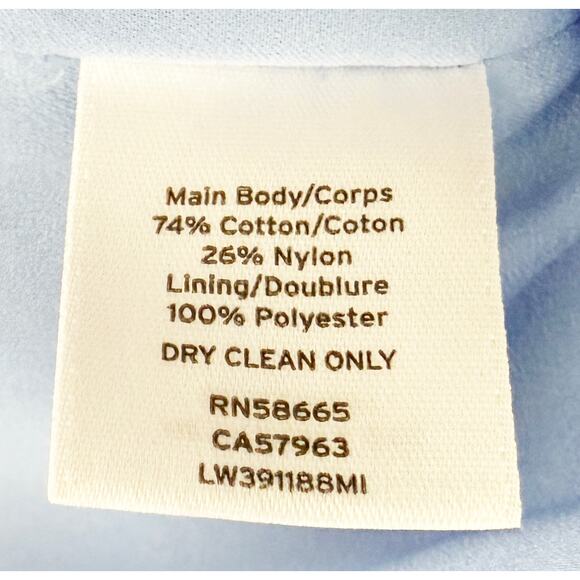 Main Body/Corps
74% Cotton/Coton
26% Nylon
Lining/Doublure
100% Polyester
DRY CLEAN ONLY
RN58665
CA57963
LW391188MI